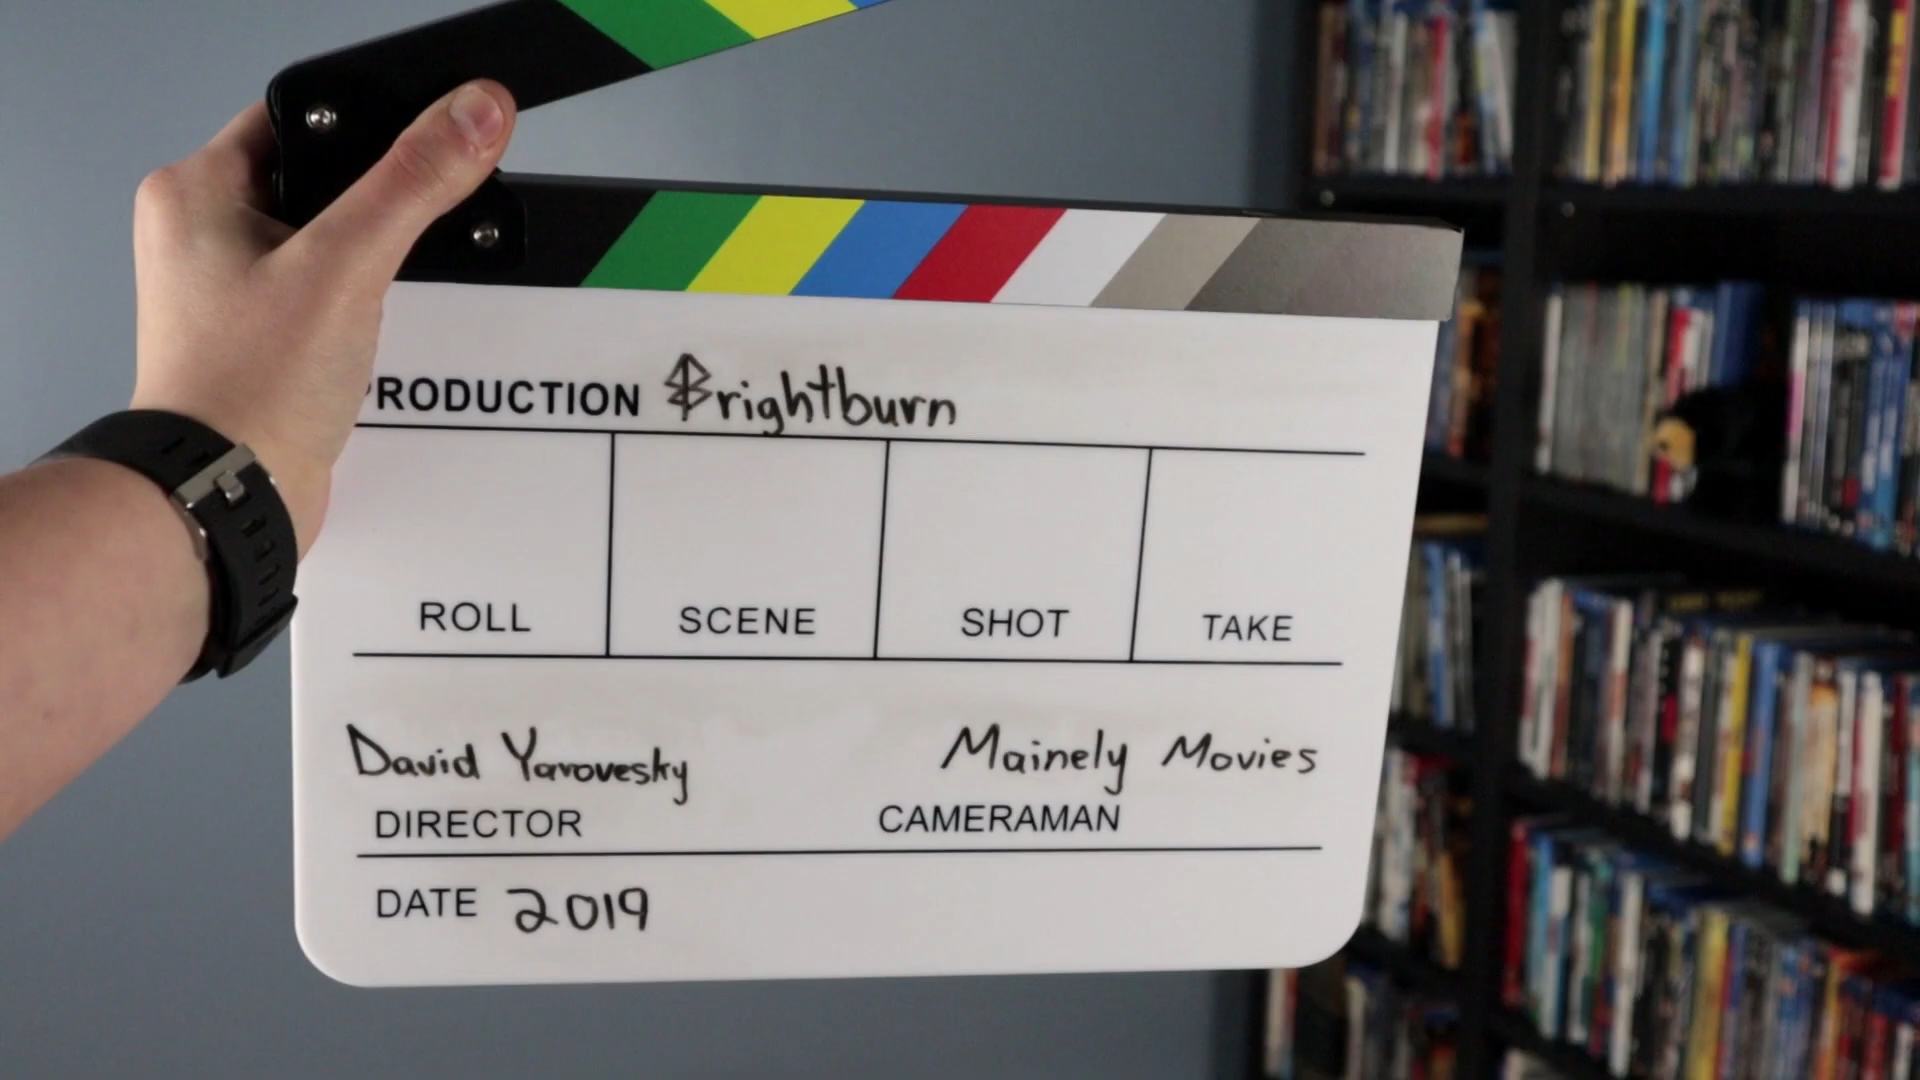 PRODUCTION Brightburn
ROLL SCENE SHOT TAKE
David Yarovesky Mainely Movies
DIRECTOR CAMERAMAN
DATE 2019